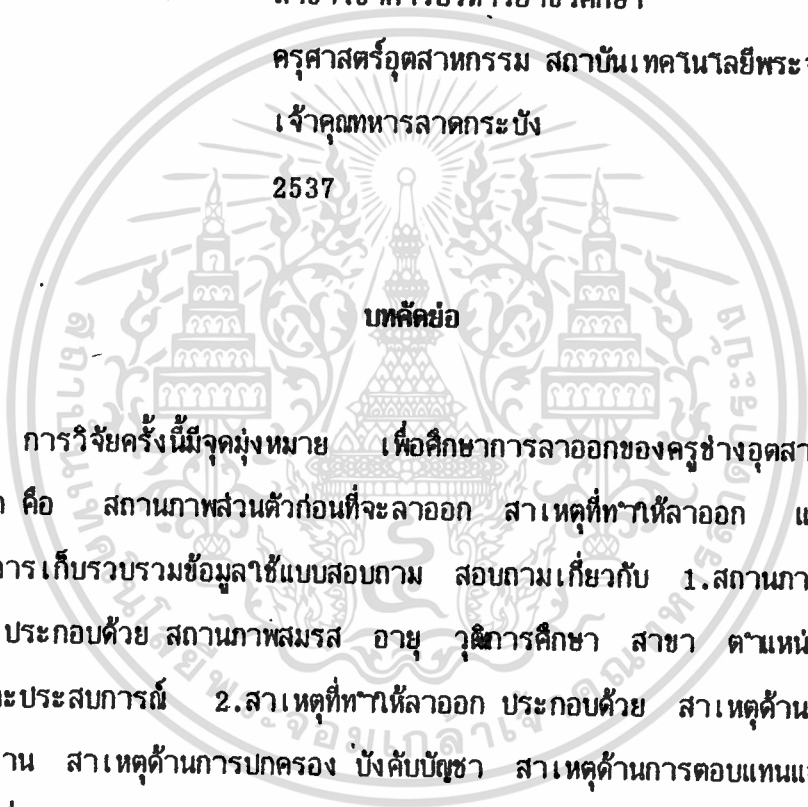 ครุศาสตร์อุตสาหกรรม สถาบันเทคโนโลยีพระ
เจ้าคุณทหารลาดกระบัง
2537
บทคัดย่อ
การวิจัยครั้งนี้มีจุดมุ่งหมาย เพื่อศึกษาการลาออกของครูช่างอุตสา
คือ สถานภาพส่วนตัวก่อนที่จะลาออก สาเหตุที่ทำให้ลาออก
การเก็บรวบรวมข้อมูลใช้แบบสอบถาม สอบถามเกี่ยวกับ 1.สถานภา
ประกอบด้วย สถานภาพสมรส อายุ วุฒิการศึกษา สาขา ตำแหน่
ะประสบการณ์ 2.สาเหตุที่ทำให้ลาออก ประกอบด้วย สาเหตุด้าน
าน สาเหตุด้านการปกครอง บังคับบัญชา สาเหตุด้านการตอบแทนแ